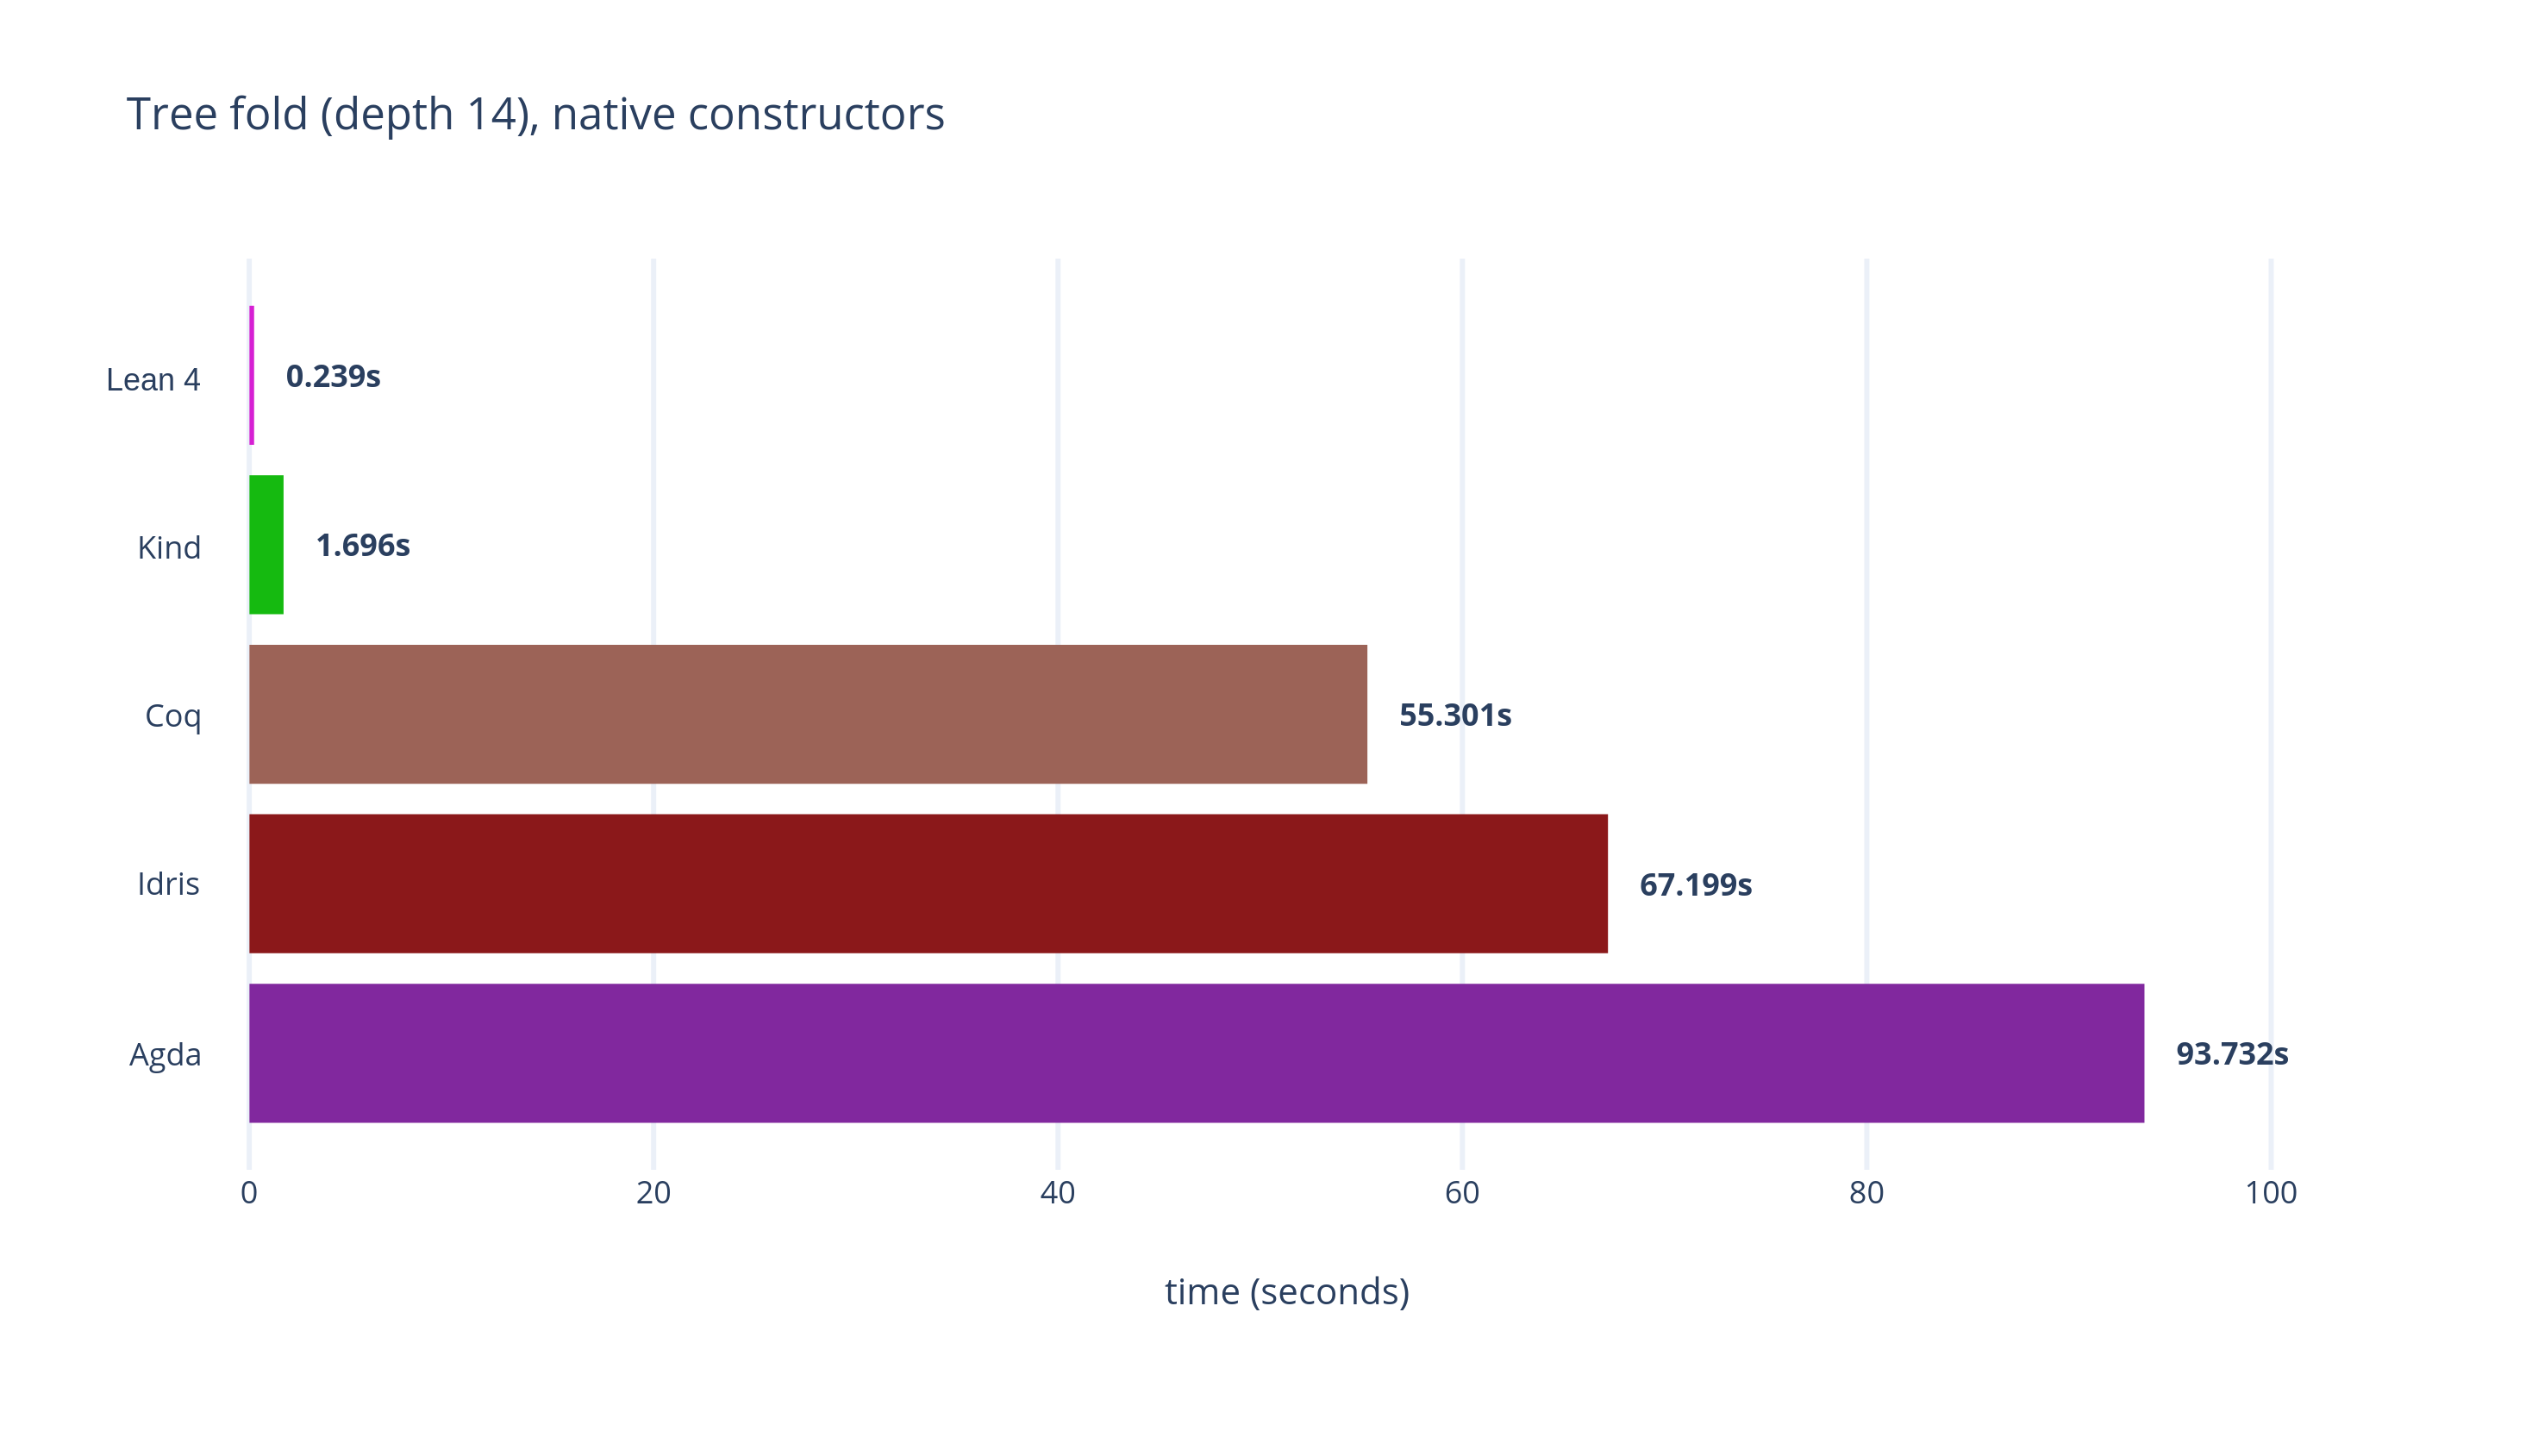 Tree fold (depth 14), native constructors
Lean 4
0.239s
Kind
1.696s
Coq
55.301s
Idris
67.199s
Agda
93.732s
0 20 40 60 80 100
time (seconds)